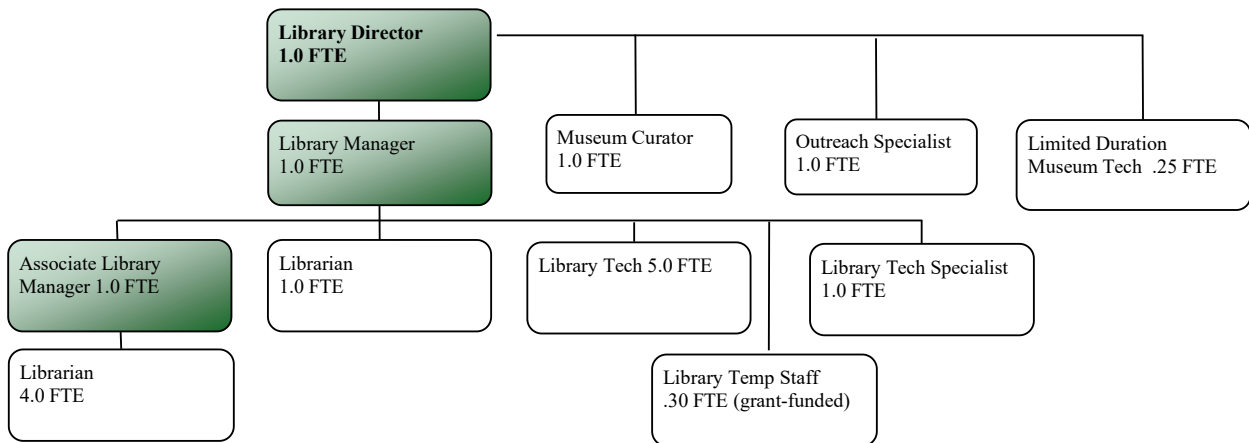 Library Director
1.0 FTE
Library Manager
1.0 FTE
Museum Curator
1.0 FTE
Outreach Specialist
1.0 FTE
Limited Duration
Museum Tech .25 FTE
Associate Library
Manager 1.0 FTE
Librarian
1.0 FTE
Library Tech 5.0 FTE
Library Tech Specialist
1.0 FTE
Librarian
4.0 FTE
Library Temp Staff
.30 FTE (grant-funded)